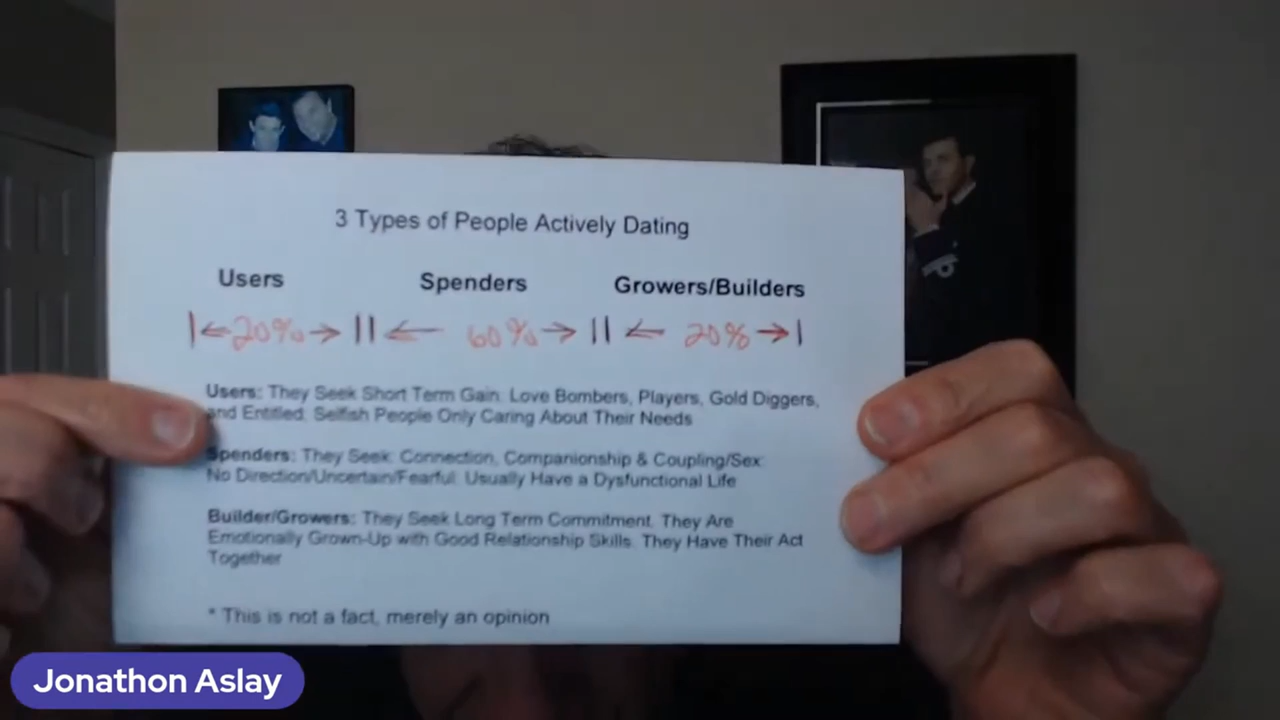 3 Types of People Actively Dating
Users Spenders Growers/Builders
20% 60% 20%
Users: They Seek Short Term Gain. Love Bombers, Players, Gold Diggers,
and Entitled. Selfish People Only Caring About Their Needs
Spenders: They Seek: Connection, Companionship & Coupling/Sex.
No Direction/Uncertain/Fearful. Usually Have a Dysfunctional Life
Builder/Growers: They Seek Long Term Commitment. They Are
Emotionally Grown-Up with Good Relationship Skills. They Have Their Act
Together
* This is not a fact, merely an opinion
Jonathon Aslay